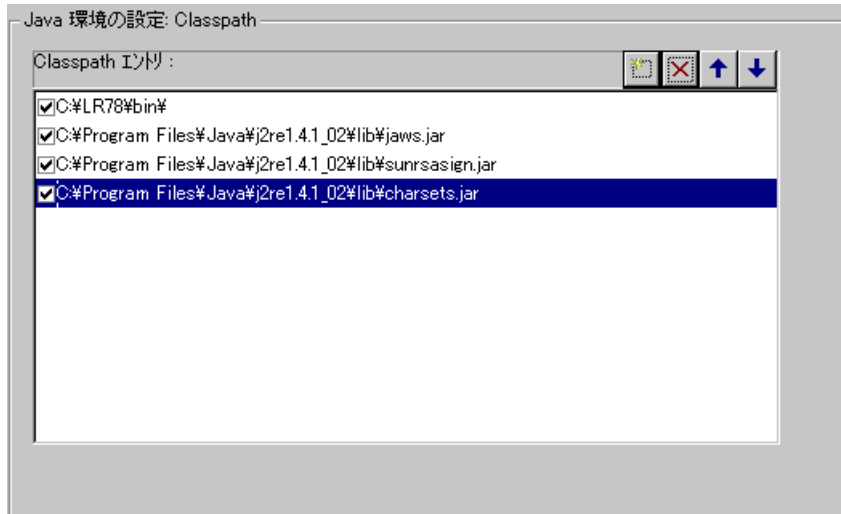 Java 環境の設定: Classpath
Classpath エントリ :
C:¥LR78¥bin¥
C:¥Program Files¥Java¥j2re1.4.1_02¥lib¥jaws.jar
C:¥Program Files¥Java¥j2re1.4.1_02¥lib¥sunrsasign.jar
C:¥Program Files¥Java¥j2re1.4.1_02¥lib¥charsets.jar